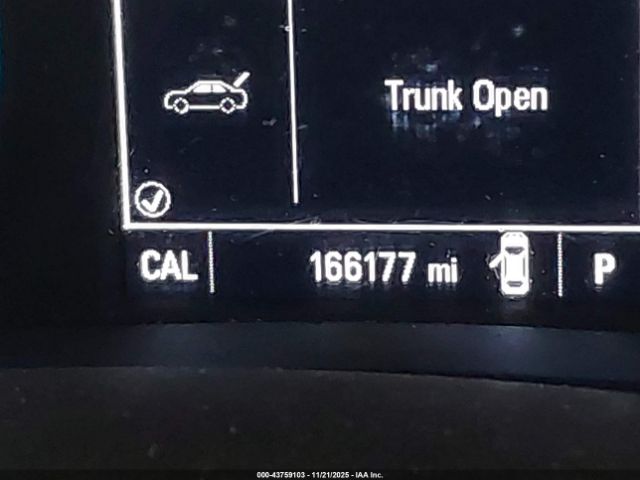 Trunk Open
CAL 166177 mi P
000-43759103 - 11/21/2025 - IAA Inc.